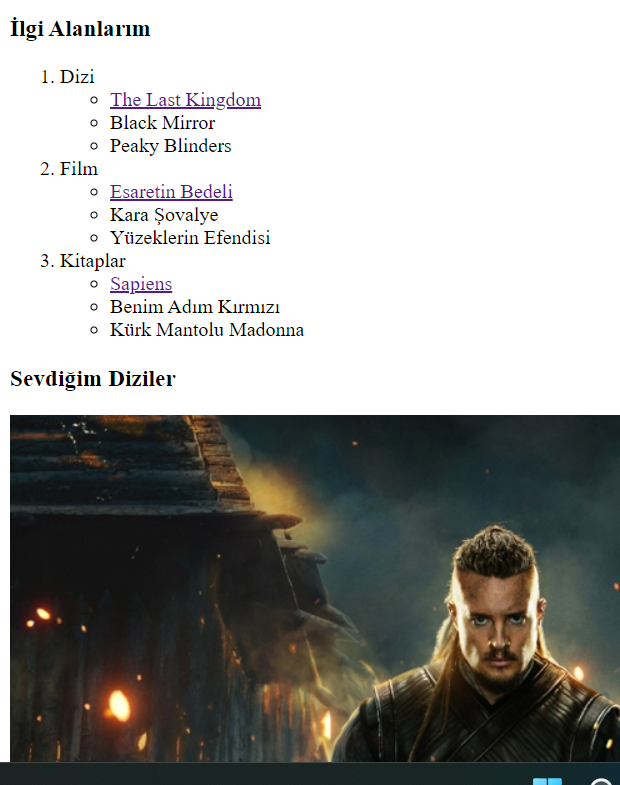 İlgi Alanlarım
1. Dizi
The Last Kingdom
Black Mirror
Peaky Blinders
2. Film
Esaretin Bedeli
Kara Şovalye
Yüzeklerin Efendisi
3. Kitaplar
Sapiens
Benim Adım Kırmızı
Kürk Mantolu Madonna
Sevdiğim Diziler